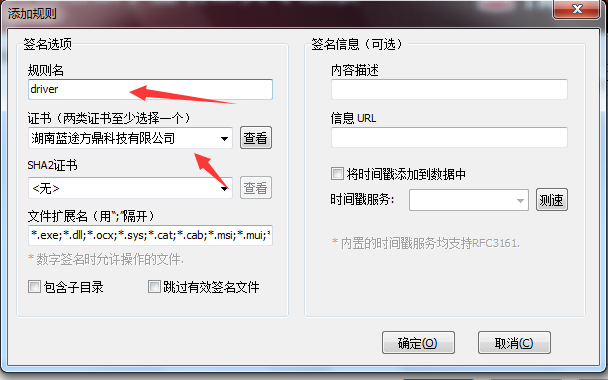 添加规则
签名选项
规则名
driver
证书（两类证书至少选择一个）
湖南蓝途方鼎科技有限公司
查看
SHA2证书
<无>
查看
文件扩展名（用“;”隔开）
*.exe;*.dll;*.ocx;*.sys;*.cat;*.cab;*.msi;*.mui;*
* 数字签名时允许操作的文件.
包含子目录
跳过有效签名文件
签名信息（可选）
内容描述
信息 URL
将时间戳添加到数据中
时间戳服务:
测速
* 内置的时间戳服务均支持RFC3161.
确定(O)
取消(C)